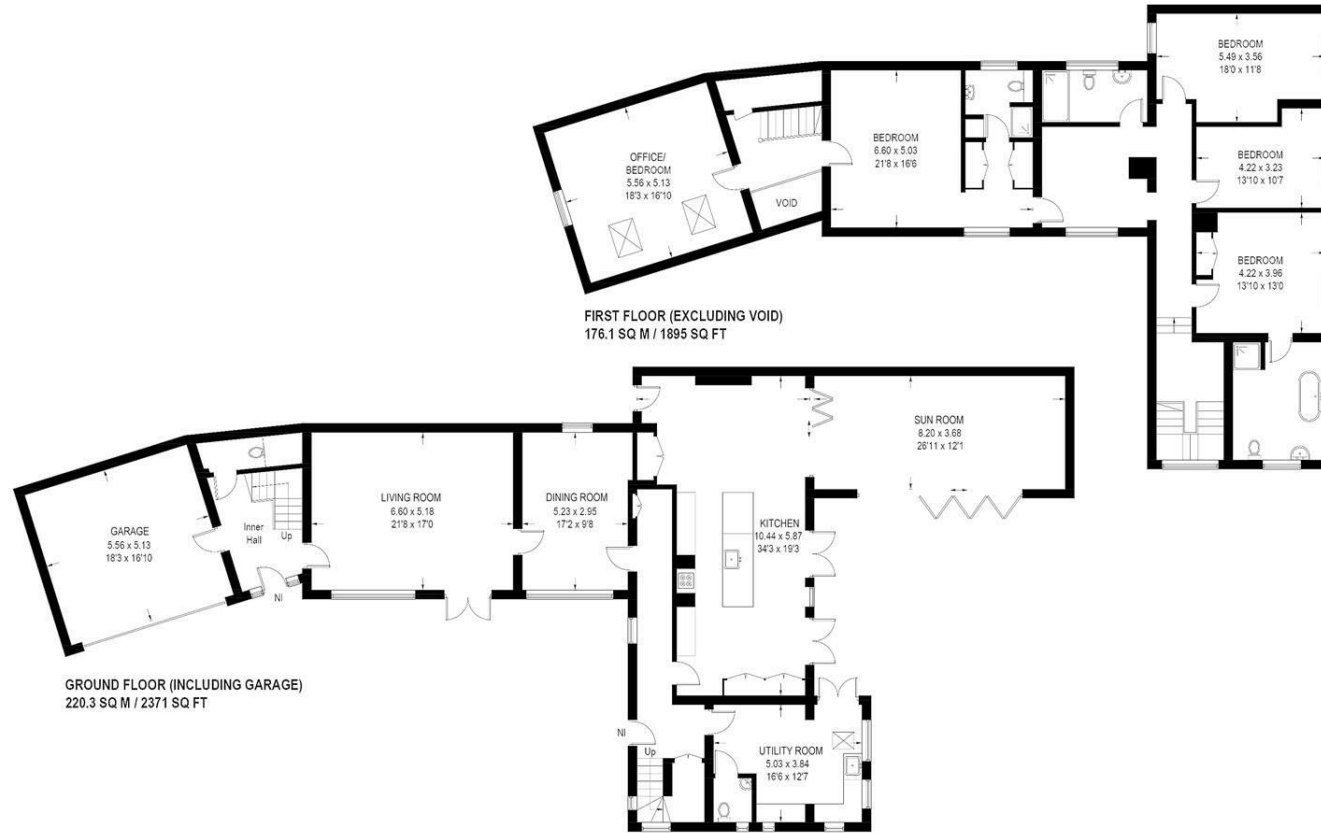 BEDROOM
5.49 x 3.56
18'0 x 11'8
BEDROOM
6.60 x 5.03
21'8 x 16'6
OFFICE/
BEDROOM
5.56 x 5.13
18'3 x 16'10
BEDROOM
4.22 x 3.23
13'10 x 10'7
VOID
BEDROOM
4.22 x 3.96
13'10 x 13'0
FIRST FLOOR (EXCLUDING VOID)
176.1 SQ M / 1895 SQ FT
SUN ROOM
8.20 x 3.68
26'11 x 12'1
LIVING ROOM
6.60 x 5.18
21'8 x 17'0
DINING ROOM
5.23 x 2.95
17'2 x 9'8
KITCHEN
10.44 x 5.87
34'3 x 19'3
GARAGE
5.56 x 5.13
18'3 x 16'10
Inner
Hall
Up
NI
GROUND FLOOR (INCLUDING GARAGE)
220.3 SQ M / 2371 SQ FT
NI
Up
UTILITY ROOM
5.03 x 3.84
16'6 x 12'7